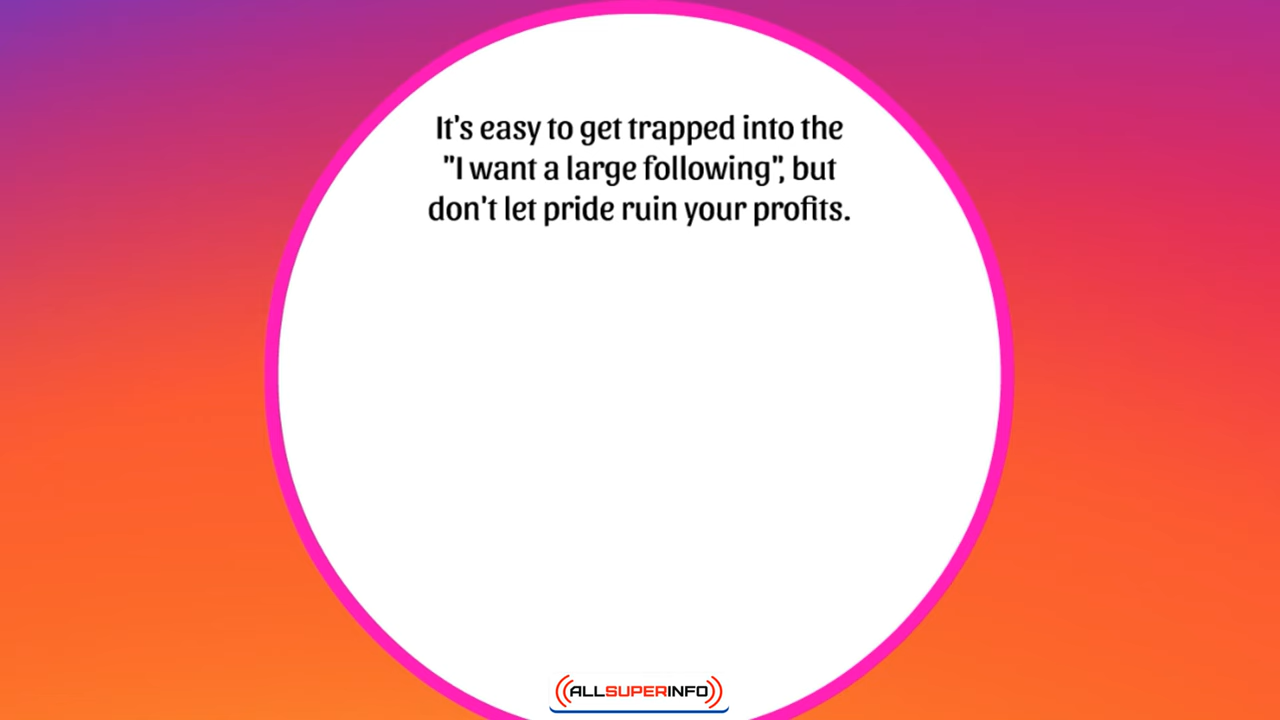 It's easy to get trapped into the
"I want a large following", but
don't let pride ruin your profits.
ALLSUPERINFO